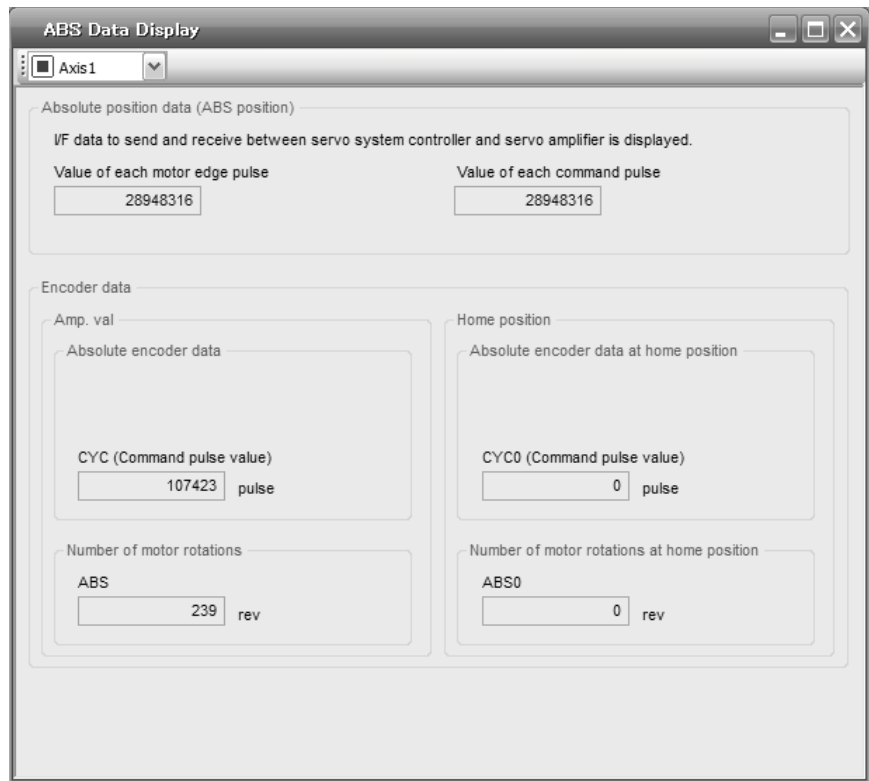 ABS Data Display
Axis1
Absolute position data (ABS position)
I/F data to send and receive between servo system controller and servo amplifier is displayed.
Value of each motor edge pulse
Value of each command pulse
28948316
28948316
Encoder data
Amp. val
Home position
Absolute encoder data
Absolute encoder data at home position
CYC (Command pulse value)
CYC0 (Command pulse value)
107423 pulse
0 pulse
Number of motor rotations
Number of motor rotations at home position
ABS
ABS0
239 rev
0 rev